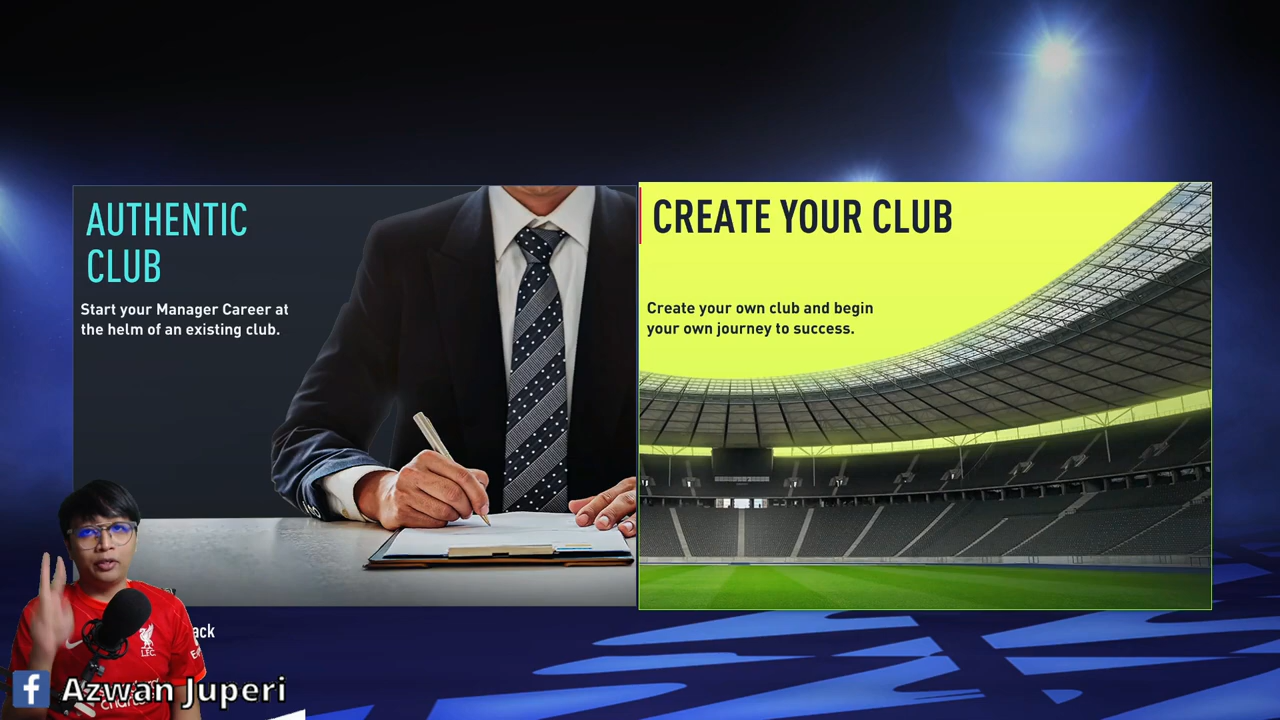 AUTHENTIC
CLUB
Start your Manager Career at
the helm of an existing club.
CREATE YOUR CLUB
Create your own club and begin
your own journey to success.
ack
L.F.C.
f Azwan Juperi